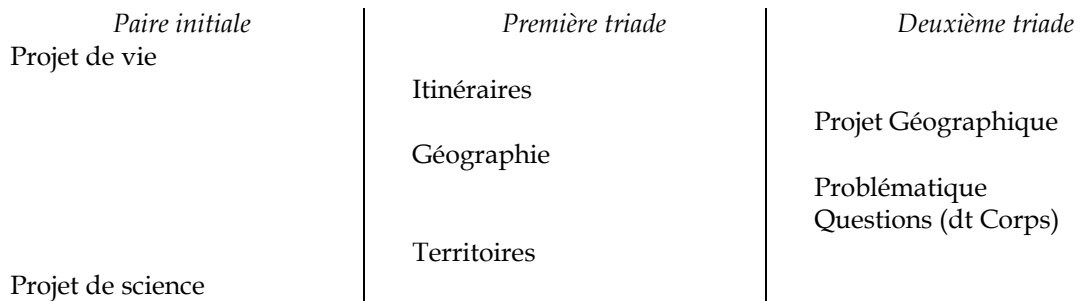 Paire initiale Première triade Deuxième triade
Projet de vie
Itinéraires
Projet Géographique
Géographie
Problématique
Questions (dt Corps)
Territoires
Projet de science